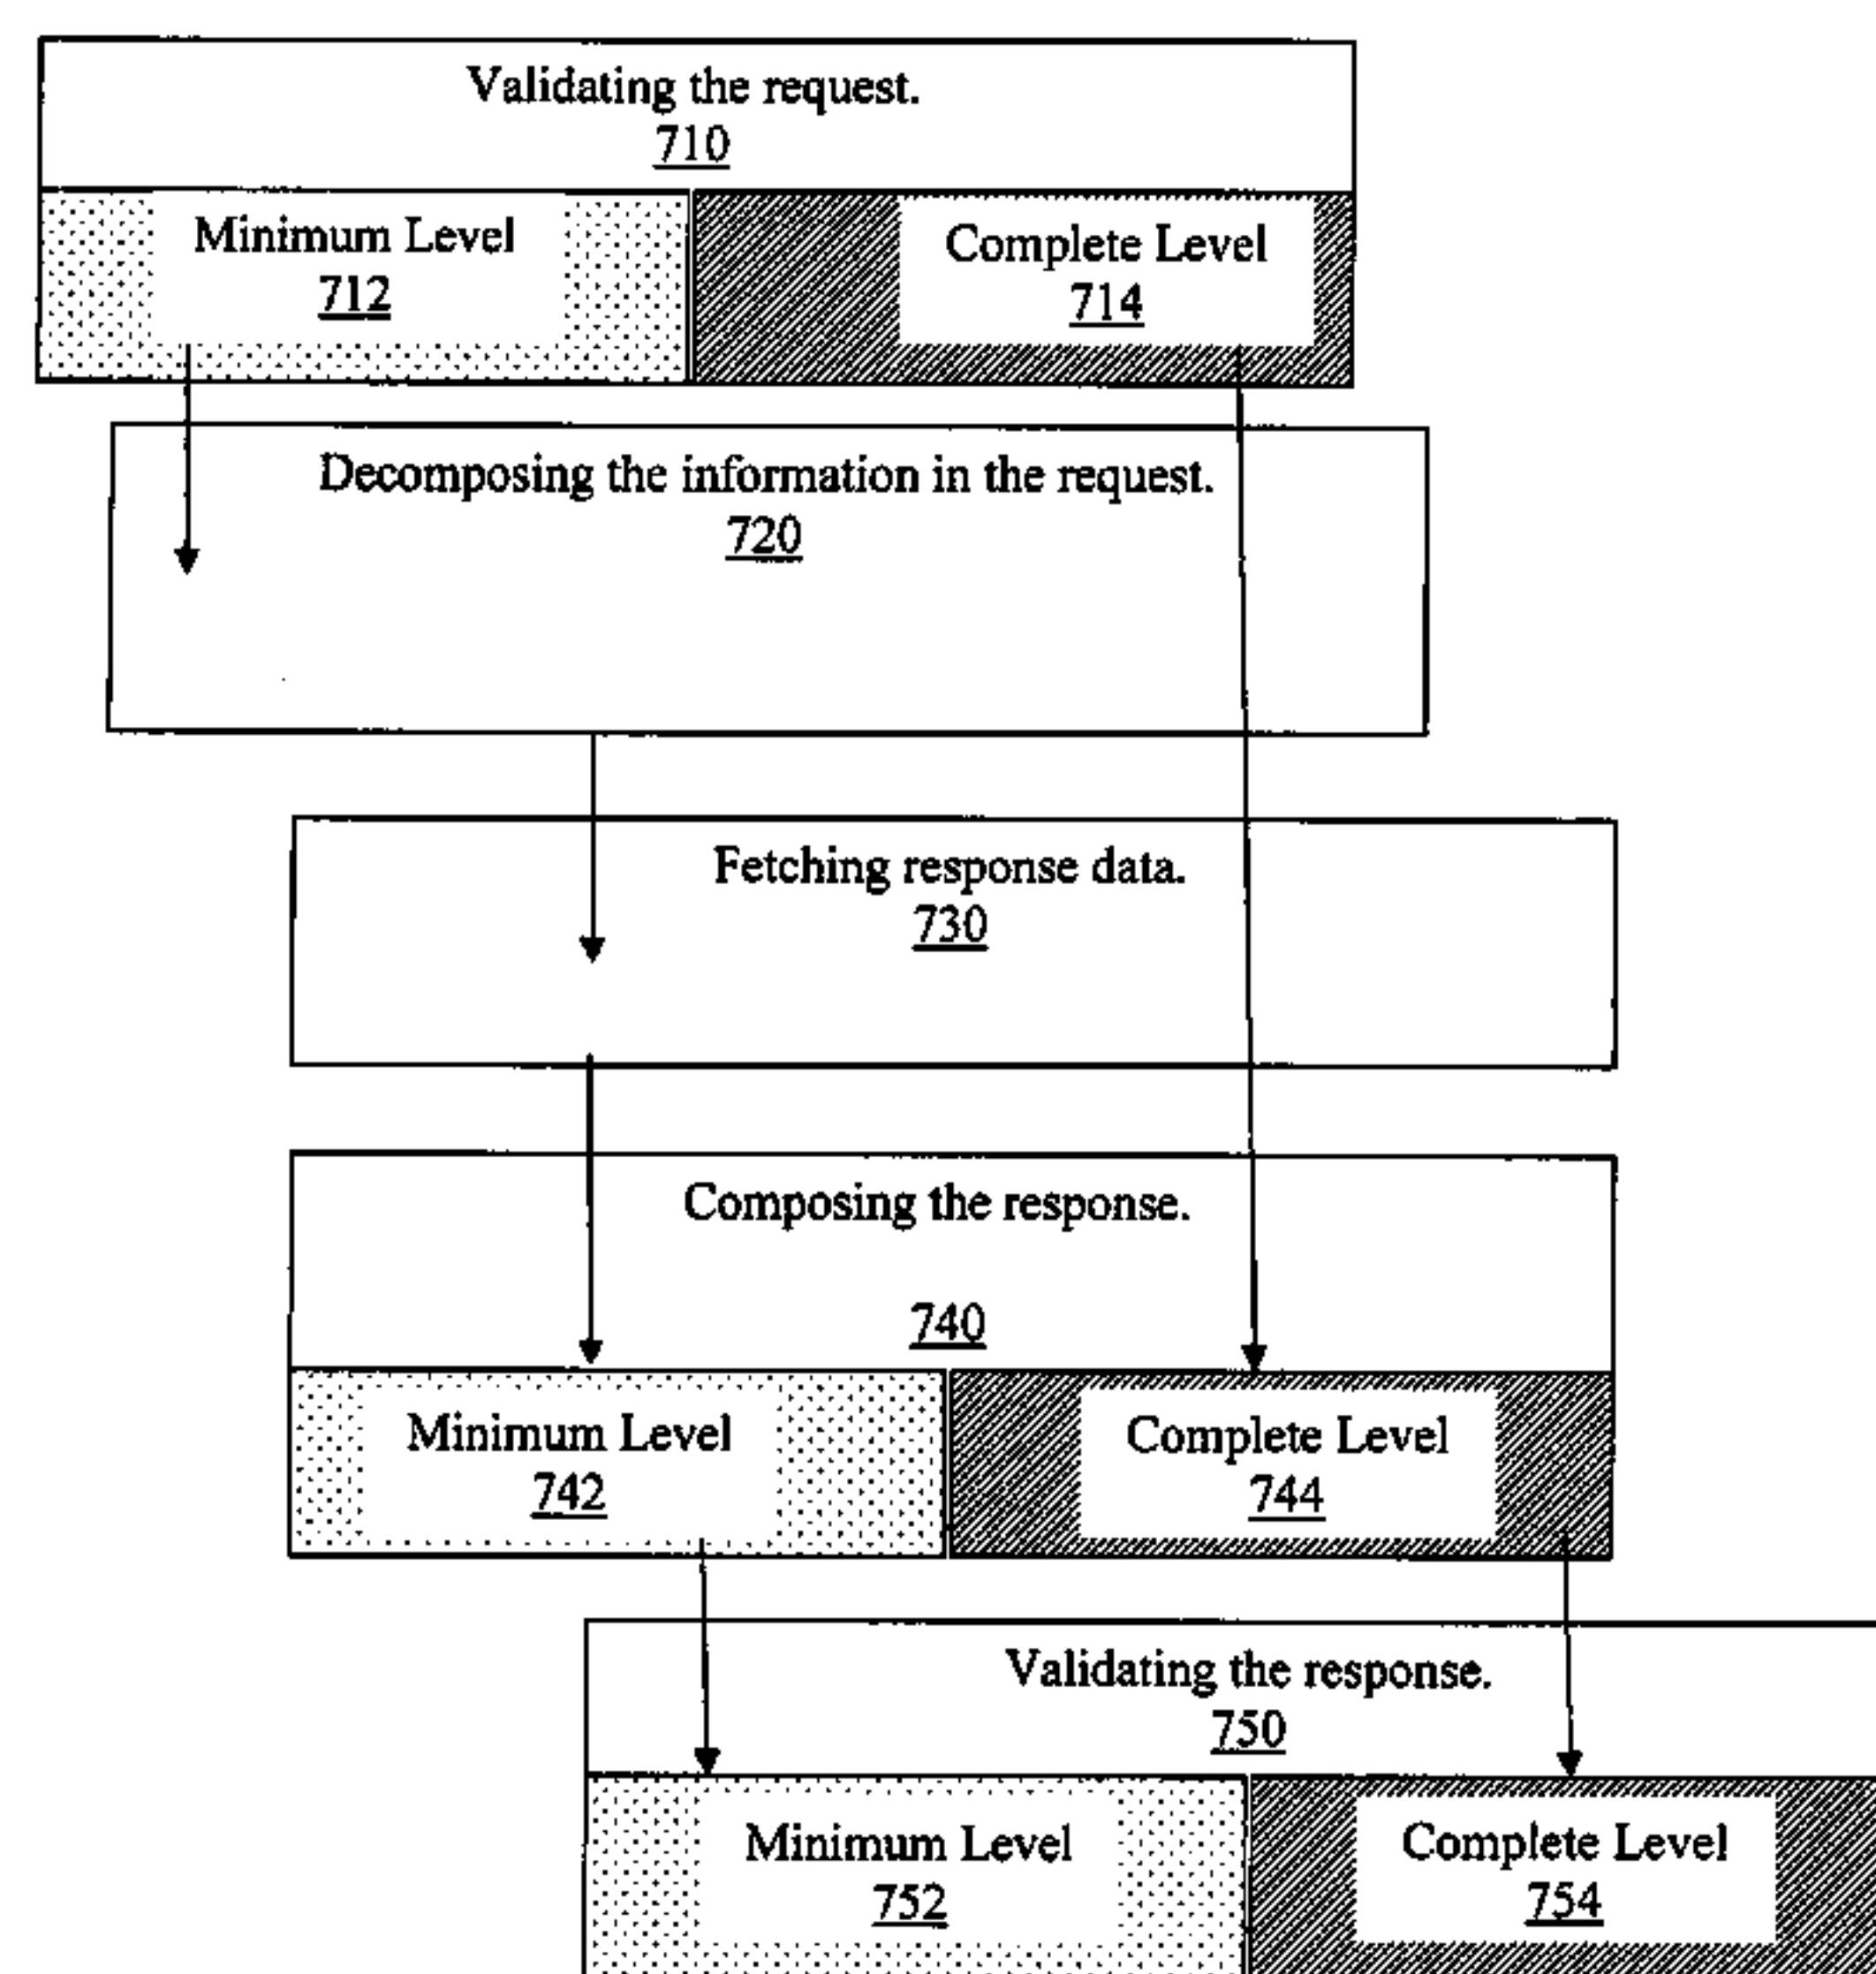 Validating the request.
710
Minimum Level
712
Complete Level
714
Decomposing the information in the request.
720
Fetching response data.
730
Composing the response.
740
Minimum Level
742
Complete Level
744
Validating the response.
750
Minimum Level
752
Complete Level
754